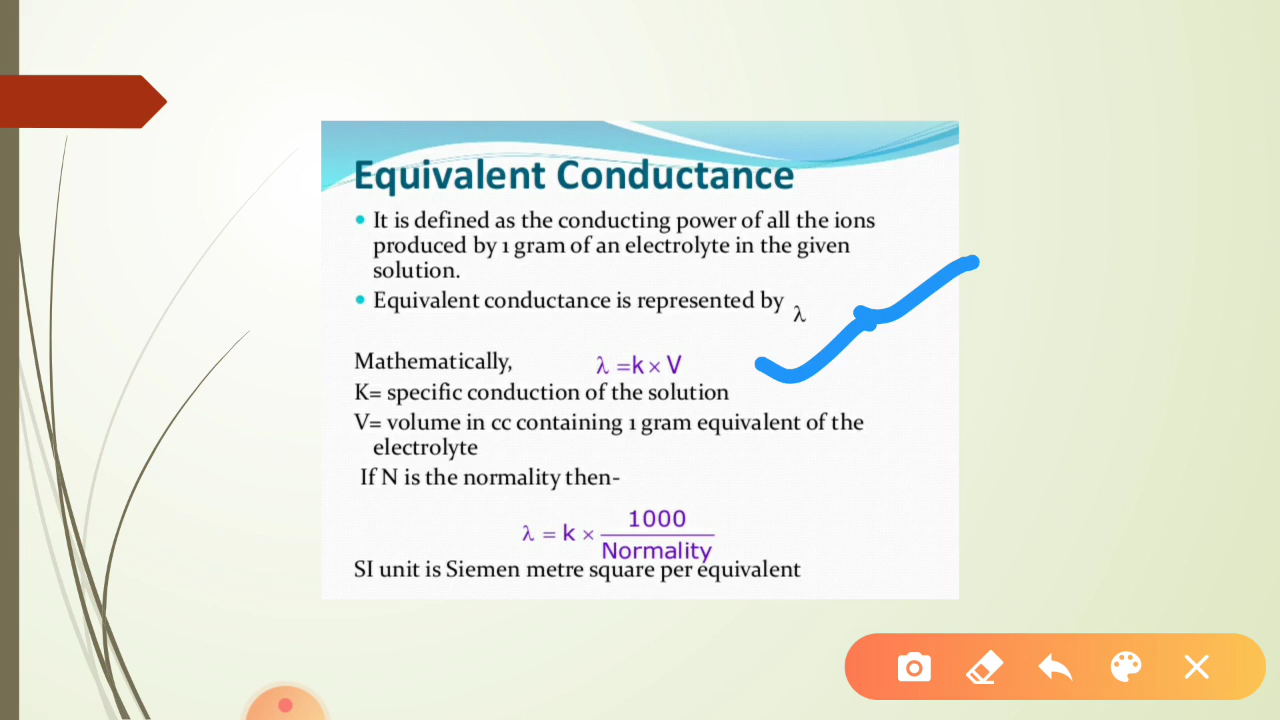 Equivalent Conductance
• It is defined as the conducting power of all the ions
produced by 1 gram of an electrolyte in the given
solution.
• Equivalent conductance is represented by λ
Mathematically, λ =k× V
K= specific conduction of the solution
V= volume in cc containing 1 gram equivalent of the
electrolyte
If N is the normality then-
λ = k × 1000
Normality
SI unit is Siemen metre square per equivalent